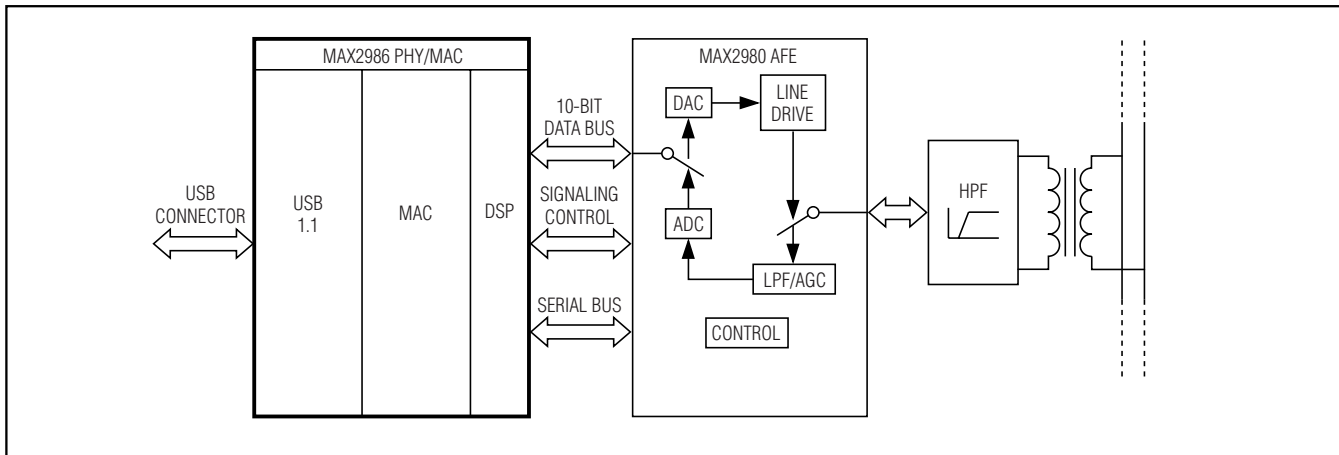 MAX2986 PHY/MAC
USB
CONNECTOR
USB
1.1
MAC
DSP
10-BIT
DATA BUS
SIGNALING
CONTROL
SERIAL BUS
MAX2980 AFE
DAC
LINE
DRIVE
ADC
LPF/AGC
CONTROL
HPF